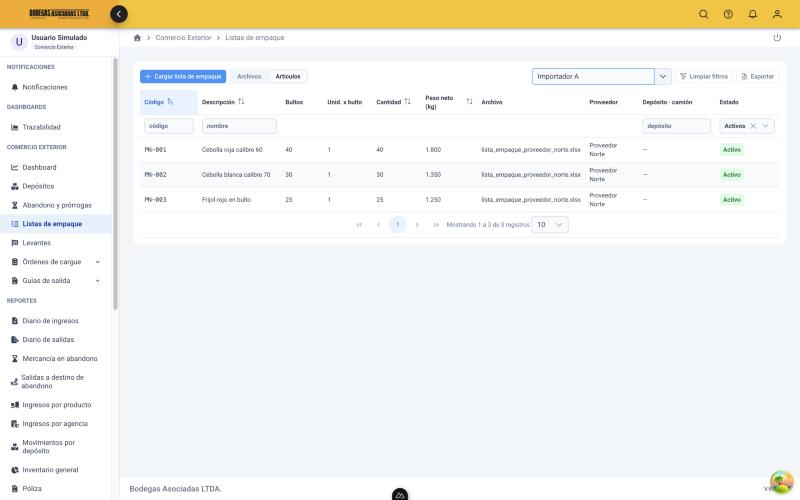 BODEGAS ASOCIADAS LTDA.
U
Usuario Simulado
Comercio Exterior
NOTIFICACIONES
Notificaciones
DASHBOARDS
Trazabilidad
COMERCIO EXTERIOR
Dashboard
Depósitos
Abandono y prórrogas
Listas de empaque
Levantes
Órdenes de cargue
Guías de salida
REPORTES
Diario de ingresos
Diario de salidas
Mercancía en abandono
Salidas a destino de
abandono
Ingresos por producto
Ingresos por agencia
Movimientos por
depósito
Inventario general
Póliza
Comercio Exterior
Listas de empaque
Cargar lista de empaque
Archivos
Artículos
Importador A
Limpiar filtros
Exportar
Código Descripción Bultos Unid. x bulto Cantidad Peso neto (kg) Archivo Proveedor Depósito - camión Estado
código nombre depósito Activos
PN-001 Cebolla roja calibre 60 40 1 40 1.800 lista_empaque_proveedor_norte.xlsx Proveedor Norte — Activo
PN-002 Cebolla blanca calibre 70 30 1 30 1.350 lista_empaque_proveedor_norte.xlsx Proveedor Norte — Activo
PN-003 Frijol rojo en bulto 25 1 25 1.250 lista_empaque_proveedor_norte.xlsx Proveedor Norte — Activo
1
Mostrando 1 a 3 de 3 registros
10
Bodegas Asociadas LTDA.